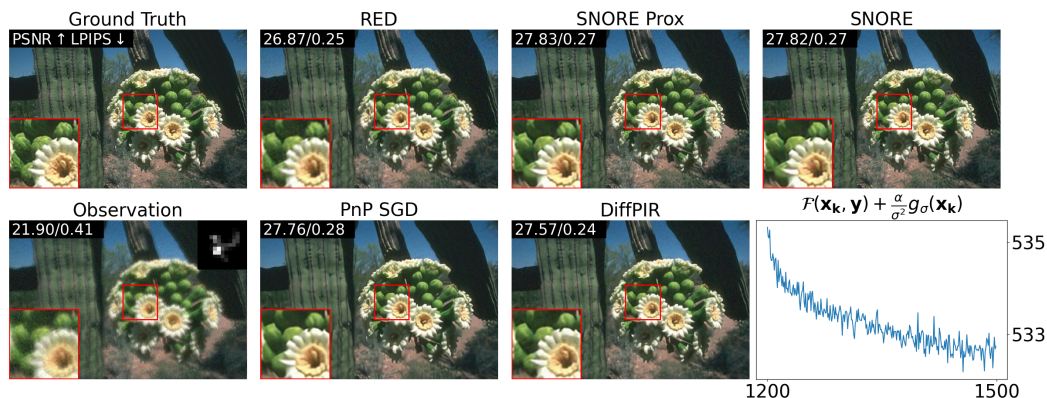 Ground Truth
RED
SNORE Prox
SNORE
PSNR ↑ LPIPS ↓
26.87/0.25
27.83/0.27
27.82/0.27
Observation
PnP SGD
DiffPIR
ℱ(𝐱ₖ, 𝐲) + α/σ² g_σ(𝐱ₖ)
21.90/0.41
27.76/0.28
27.57/0.24
535
533
1200
1500